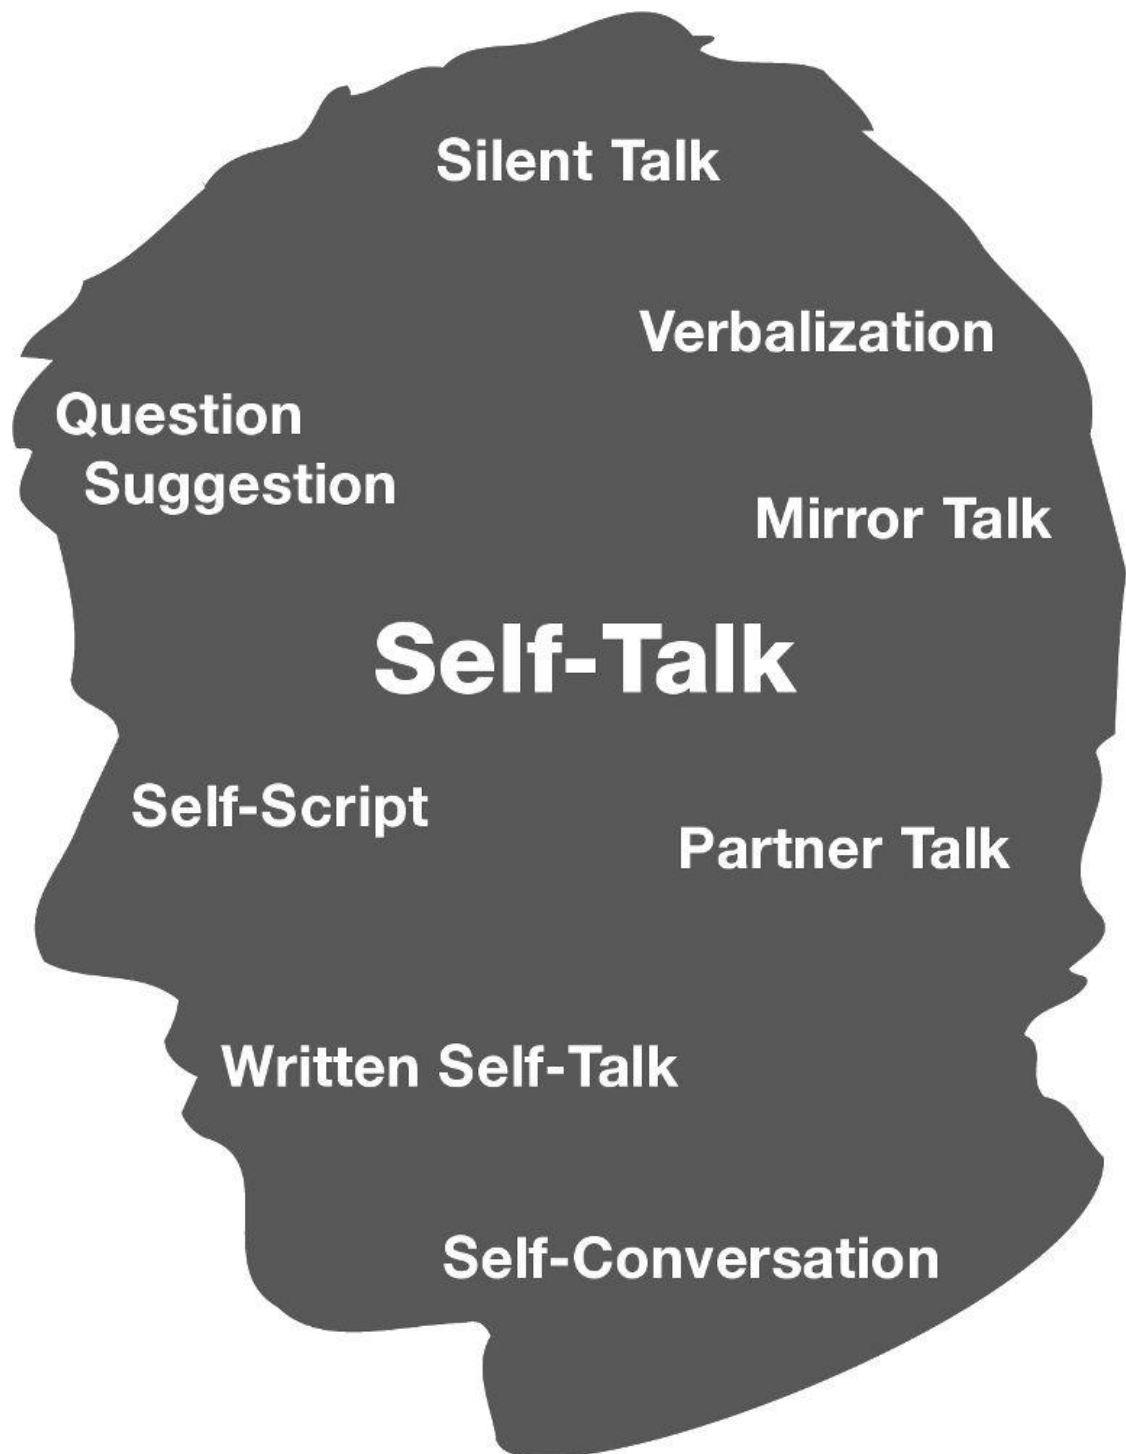 Silent Talk
Verbalization
Question
Suggestion
Mirror Talk
Self-Talk
Self-Script
Partner Talk
Written Self-Talk
Self-Conversation